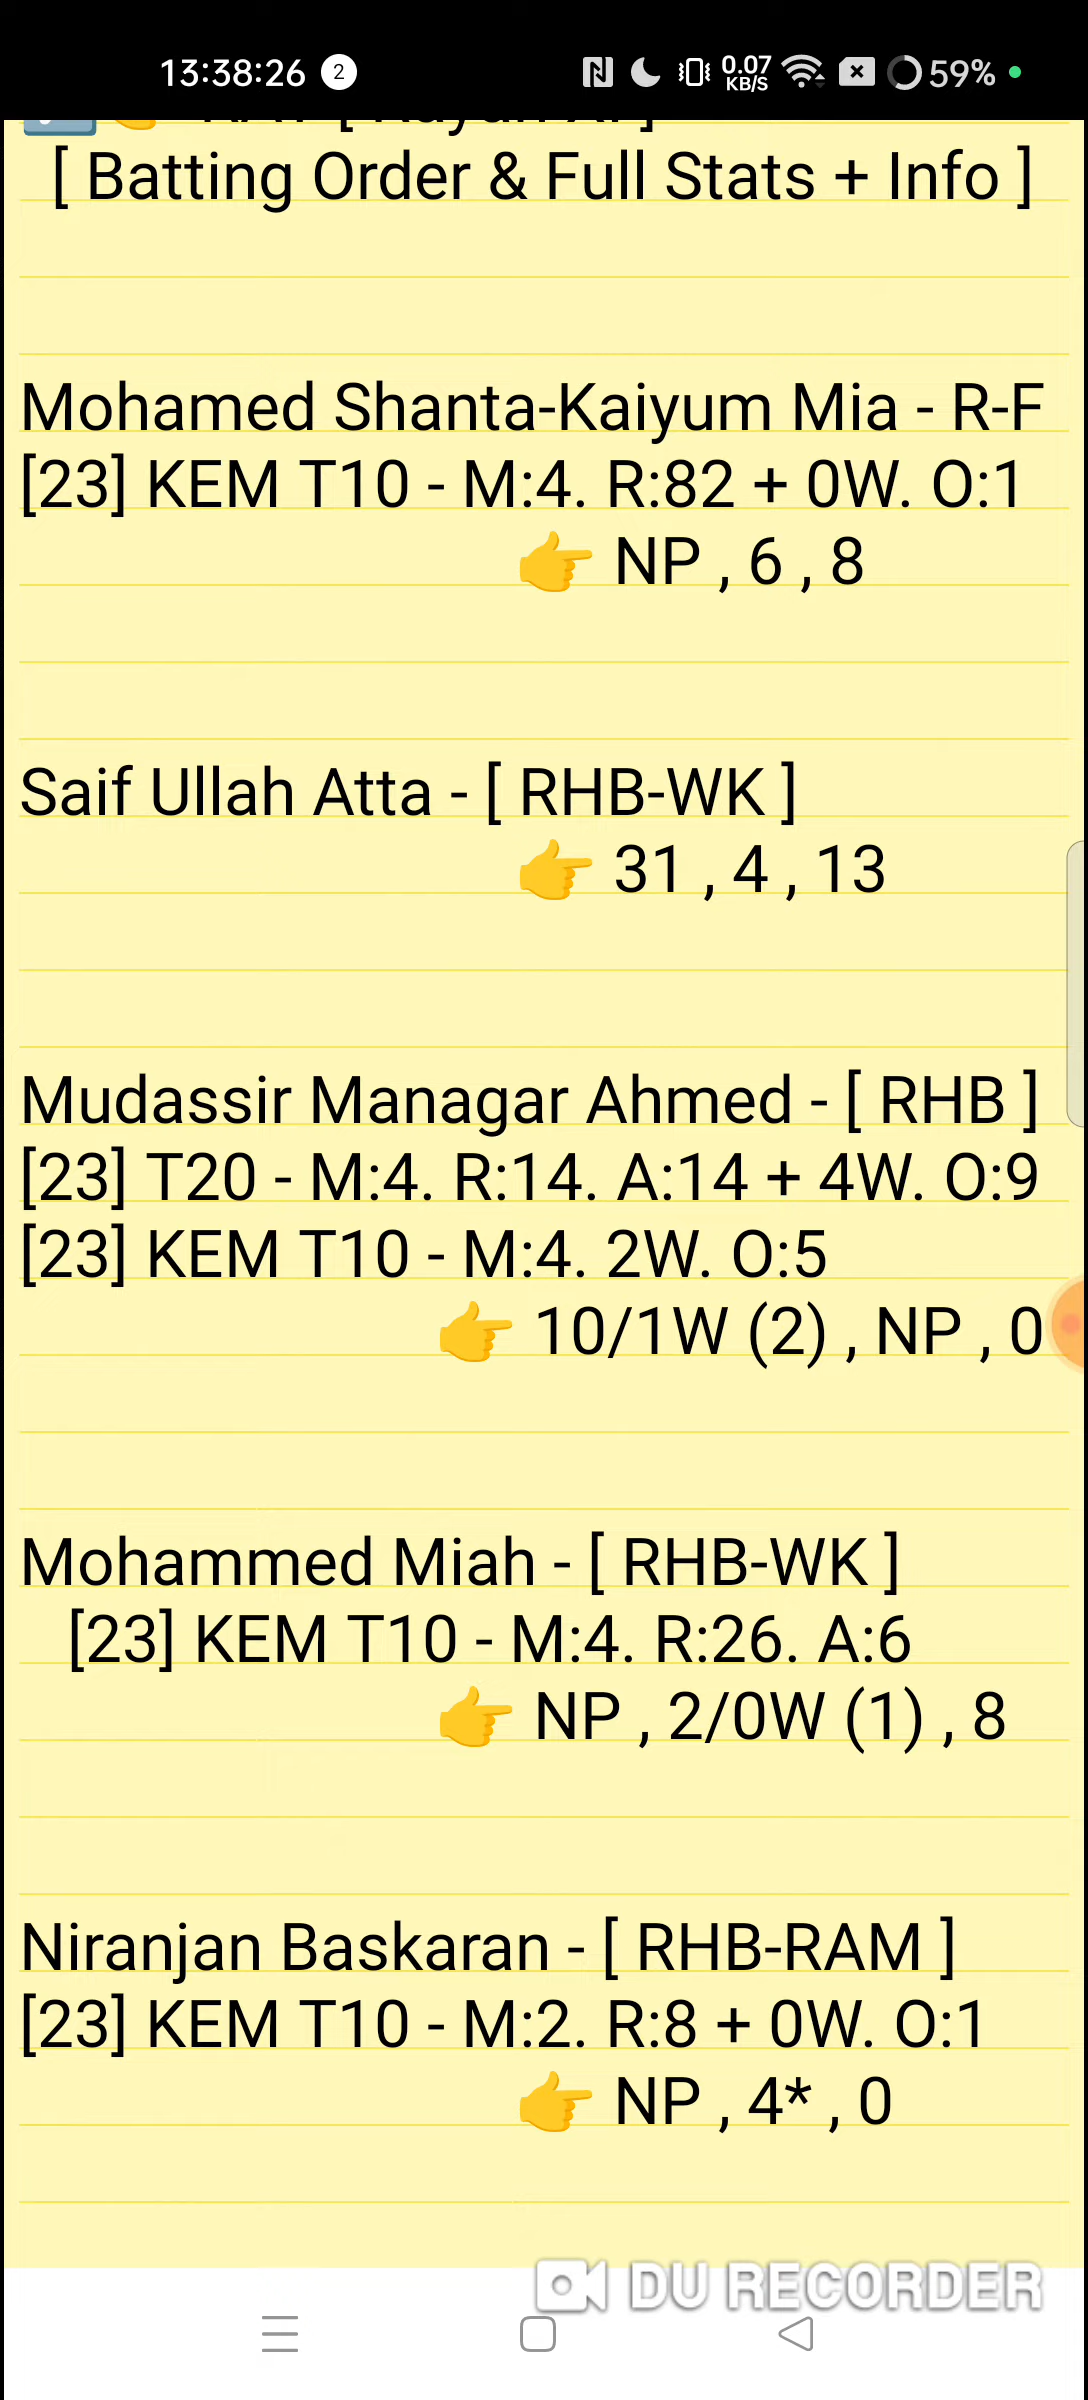 13:38:26 2 0.07 KB/S 59%
[ Batting Order & Full Stats + Info ]
Mohamed Shanta-Kaiyum Mia - R-F
[23] KEM T10 - M:4. R:82 + 0W. O:1
👉 NP , 6 , 8
Saif Ullah Atta - [ RHB-WK ]
👉 31 , 4 , 13
Mudassir Managar Ahmed - [ RHB ]
[23] T20 - M:4. R:14. A:14 + 4W. O:9
[23] KEM T10 - M:4. 2W. O:5
👉 10/1W (2) , NP , 0
Mohammed Miah - [ RHB-WK ]
[23] KEM T10 - M:4. R:26. A:6
👉 NP , 2/0W (1) , 8
Niranjan Baskaran - [ RHB-RAM ]
[23] KEM T10 - M:2. R:8 + 0W. O:1
👉 NP , 4* , 0
DU RECORDER